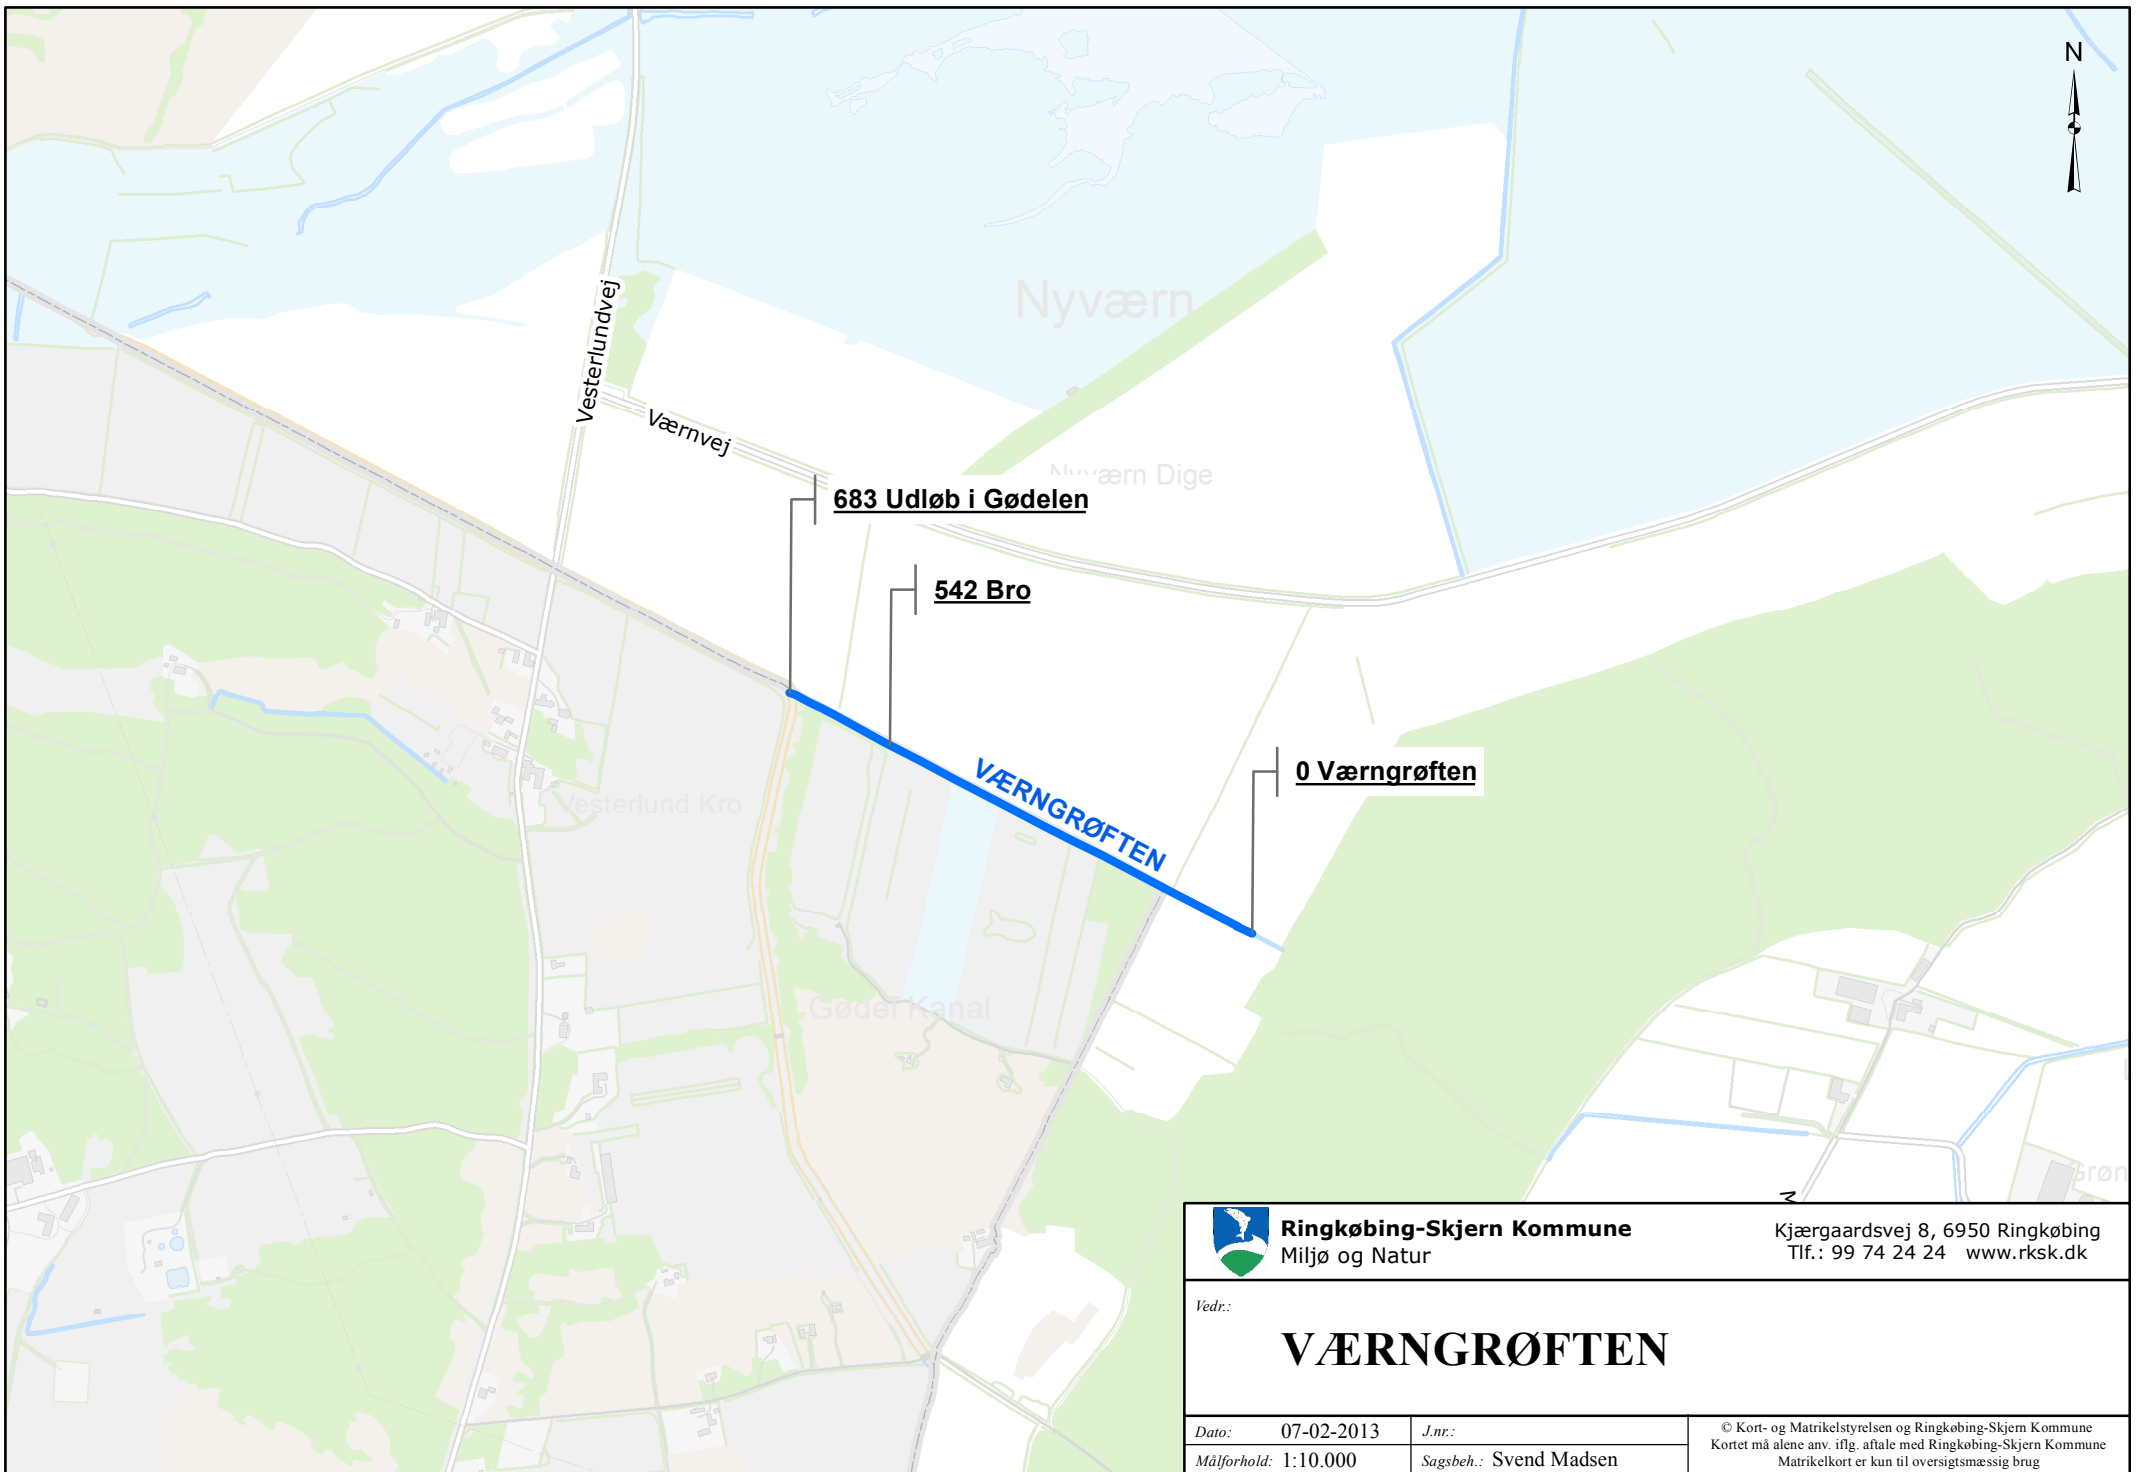 N
Nyværn
Vesterlundvej
Værnvej
Nyværn Dige
683 Udløb i Gødelen
542 Bro
VÆRNGRØFTEN
0 Værngrøften
Vesterlund Kro
Gødel Kanal
Grøn
M
Ringkøbing-Skjern Kommune
Miljø og Natur
Kjærgaardsvej 8, 6950 Ringkøbing
Tlf.: 99 74 24 24 www.rksk.dk
Vedr.:
VÆRNGRØFTEN
Dato: 07-02-2013
J.nr.:
Målforhold: 1:10.000
Sagsbeh.: Svend Madsen
© Kort- og Matrikelstyrelsen og Ringkøbing-Skjern Kommune
Kortet må alene anv. iflg. aftale med Ringkøbing-Skjern Kommune
Matrikelkort er kun til oversigtsmæssig brug